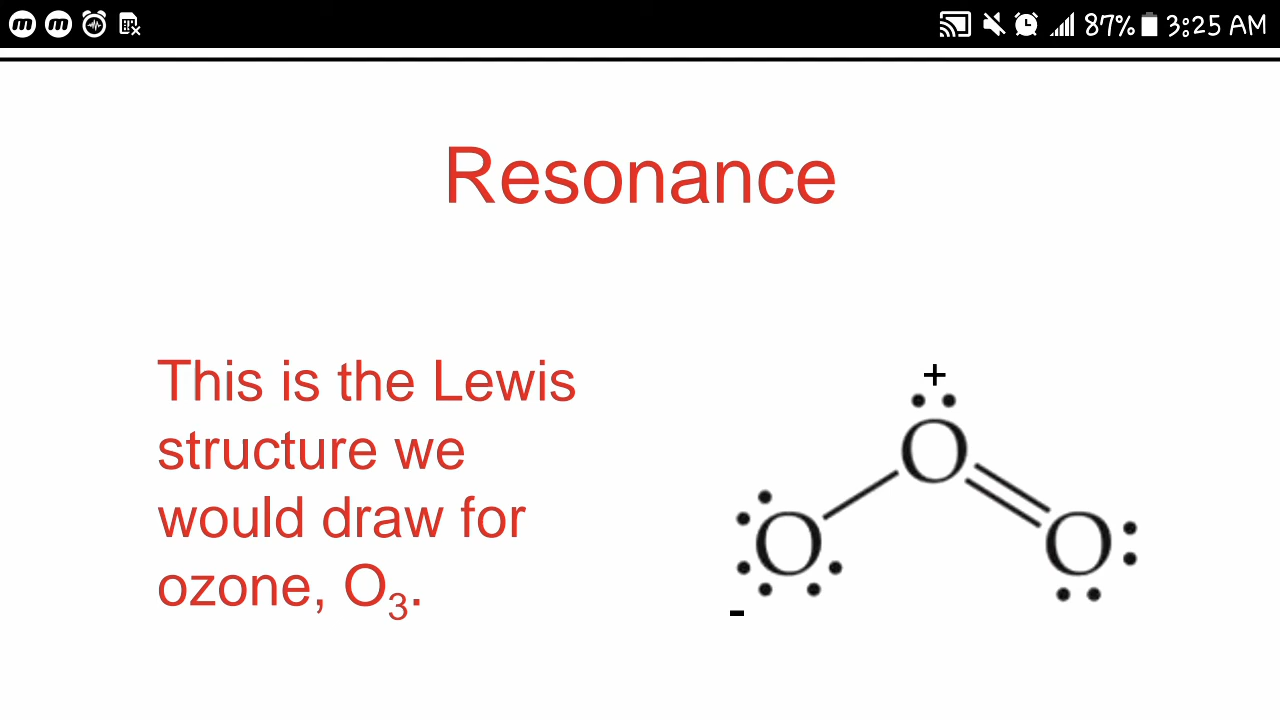 m m 87% 3:25 AM
Resonance
This is the Lewis
structure we
would draw for
ozone, O₃.
+
O
O O
-